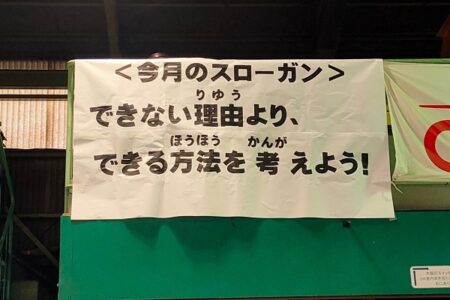 ＜今月のスローガン＞
りゆう
できない理由より、
ほうほう かんが
できる方法を 考 えよう!